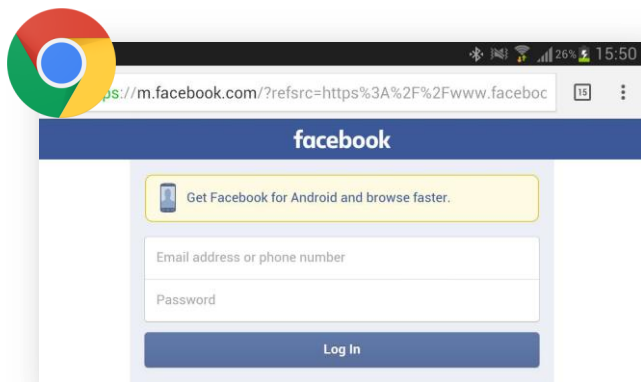 26% 15:50
ps://m.facebook.com/?refsrc=https%3A%2F%2Fwww.faceboc 15
facebook
Get Facebook for Android and browse faster.
Email address or phone number
Password
Log In